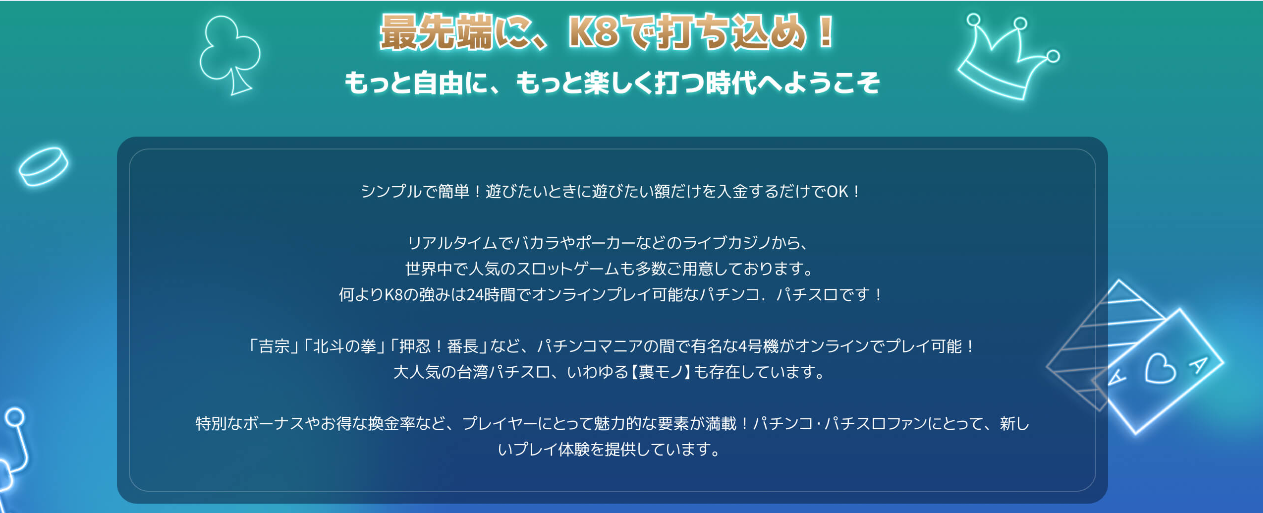 最先端に、K8で打ち込め！
もっと自由に、もっと楽しく打つ時代へようこそ
シンプルで簡単！遊びたいときに遊びたい額だけを入金するだけでOK！
リアルタイムでバカラやポーカーなどのライブカジノから、
世界中で人気のスロットゲームも多数ご用意しております。
何よりK8の強みは24時間でオンラインプレイ可能なパチンコ．パチスロです！
「吉宗」「北斗の拳」「押忍！番長」など、パチンコマニアの間で有名な4号機がオンラインでプレイ可能！
大人気の台湾パチスロ、いわゆる【裏モノ】も存在しています。
特別なボーナスやお得な換金率など、プレイヤーにとって魅力的な要素が満載！パチンコ・パチスロファンにとって、新し
いプレイ体験を提供しています。
A
A